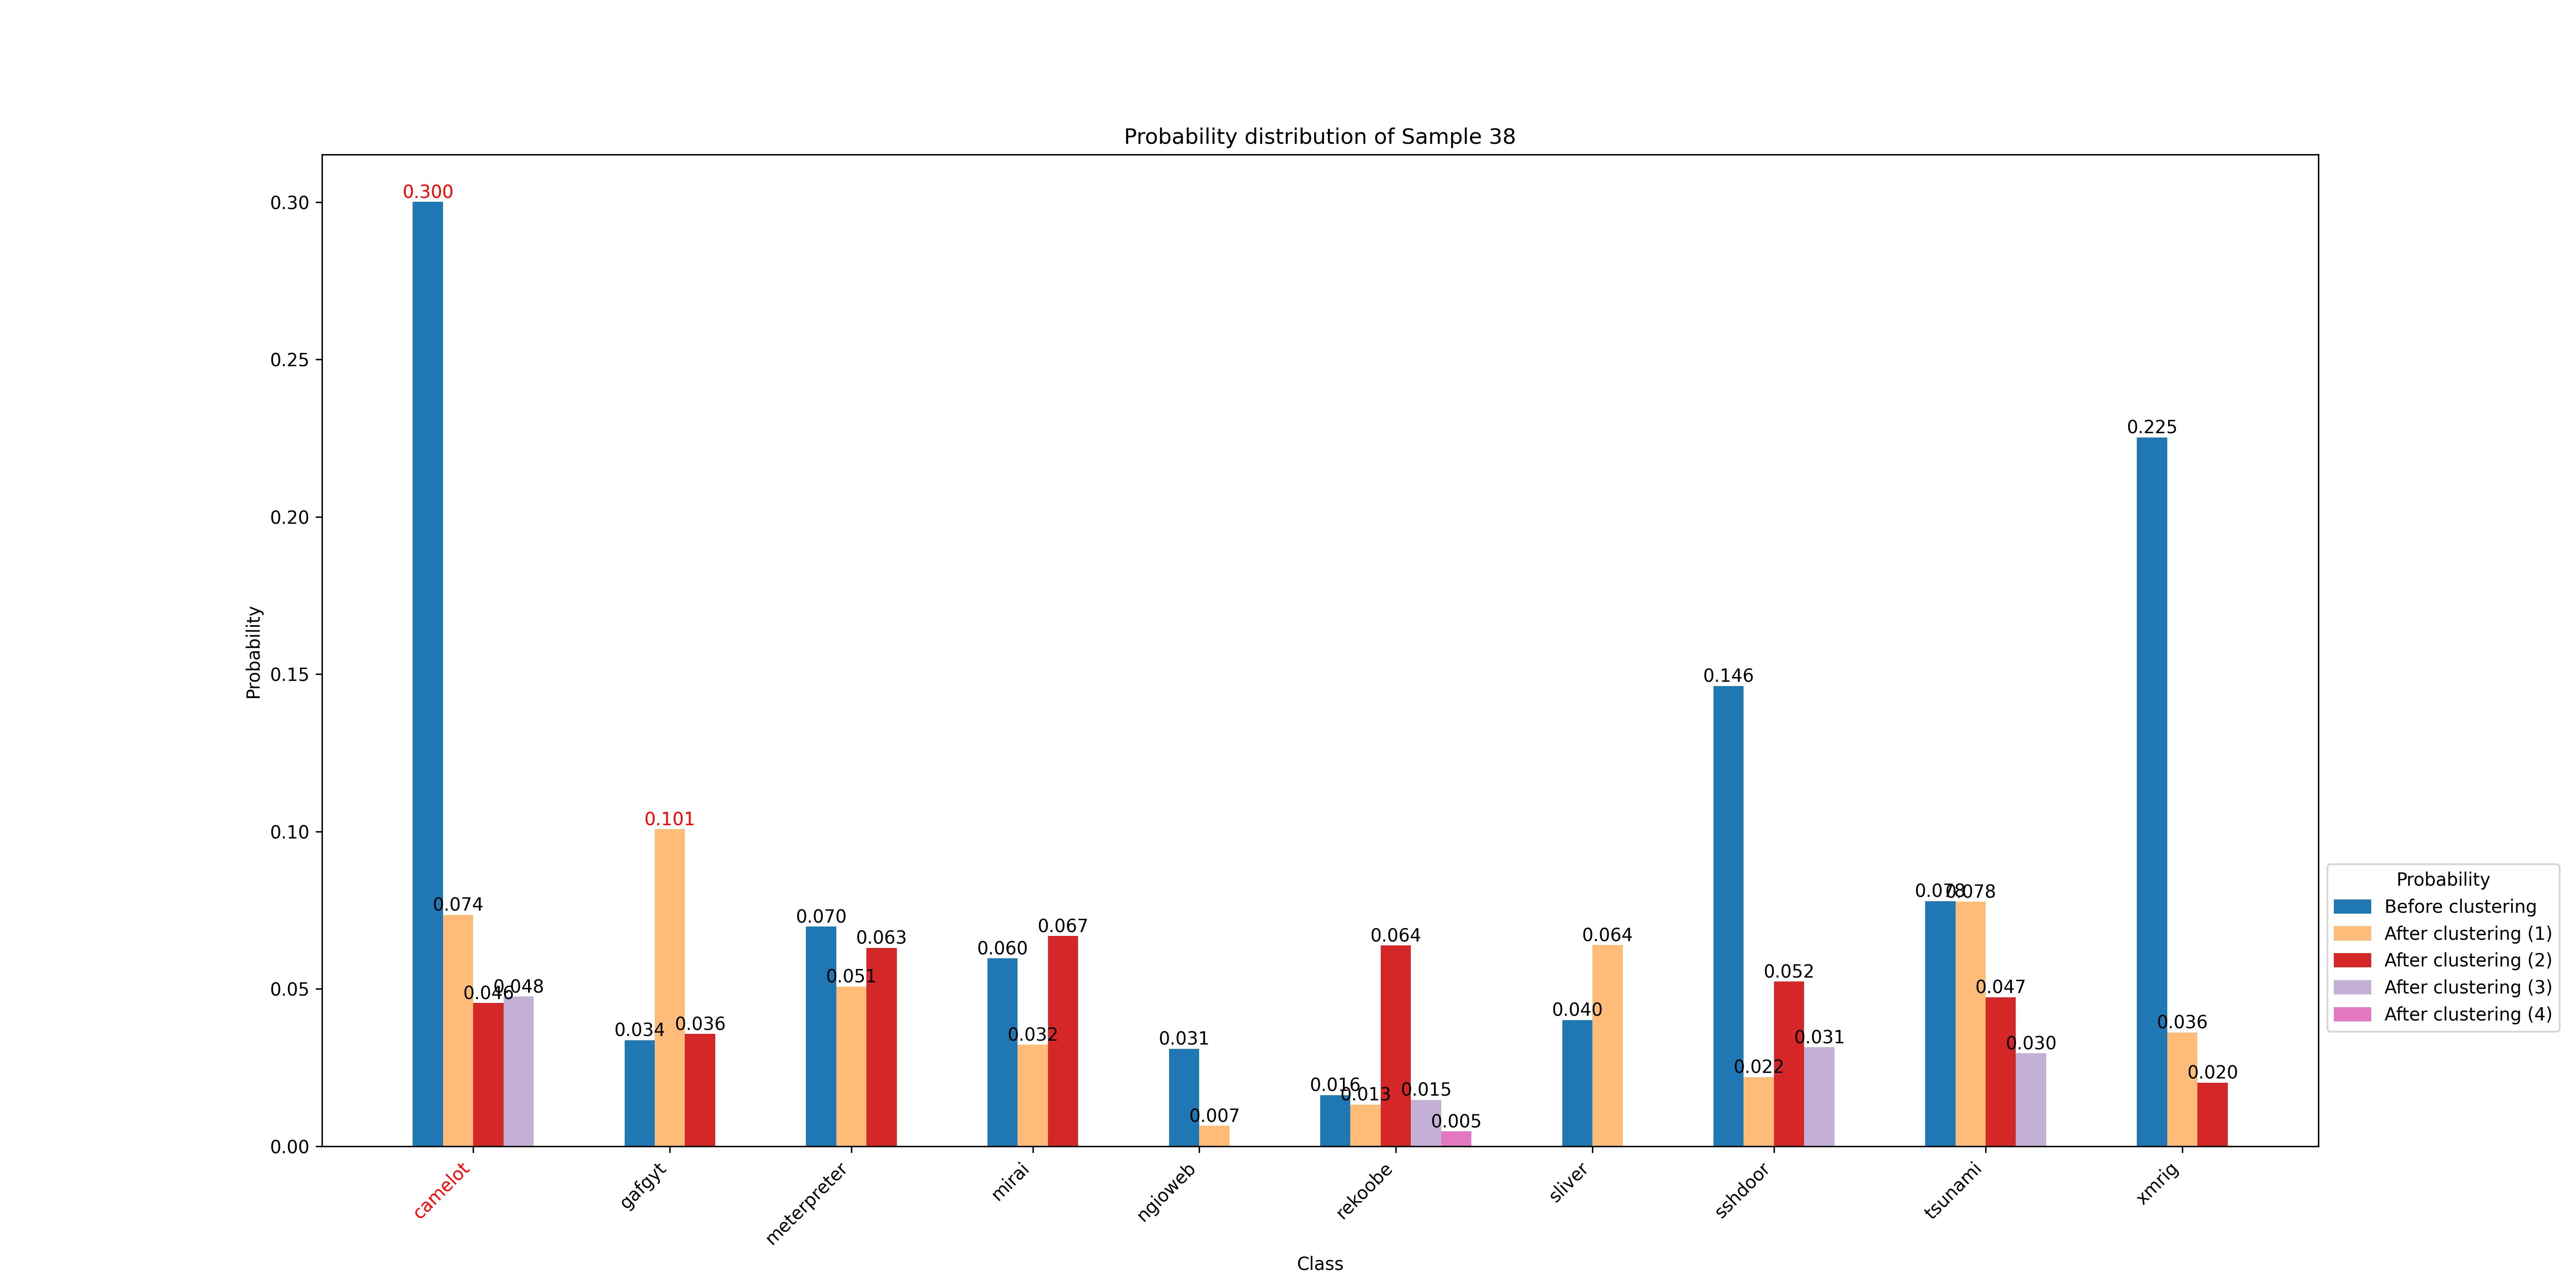 Probability distribution of Sample 38
0.30
0.25
0.20
0.15
0.10
0.05
0.00
Probability
0.300
0.074
0.046
0.048
0.034
0.101
0.036
0.070
0.051
0.063
0.060
0.032
0.067
0.031
0.007
0.016
0.013
0.064
0.015
0.005
0.040
0.064
0.146
0.022
0.052
0.031
0.078
0.078
0.047
0.030
0.225
0.036
0.020
camelot
gafgyt
meterpreter
mirai
ngioweb
rekoobe
sliver
sshdoor
tsunami
xmrig
Class
Probability
Before clustering
After clustering (1)
After clustering (2)
After clustering (3)
After clustering (4)